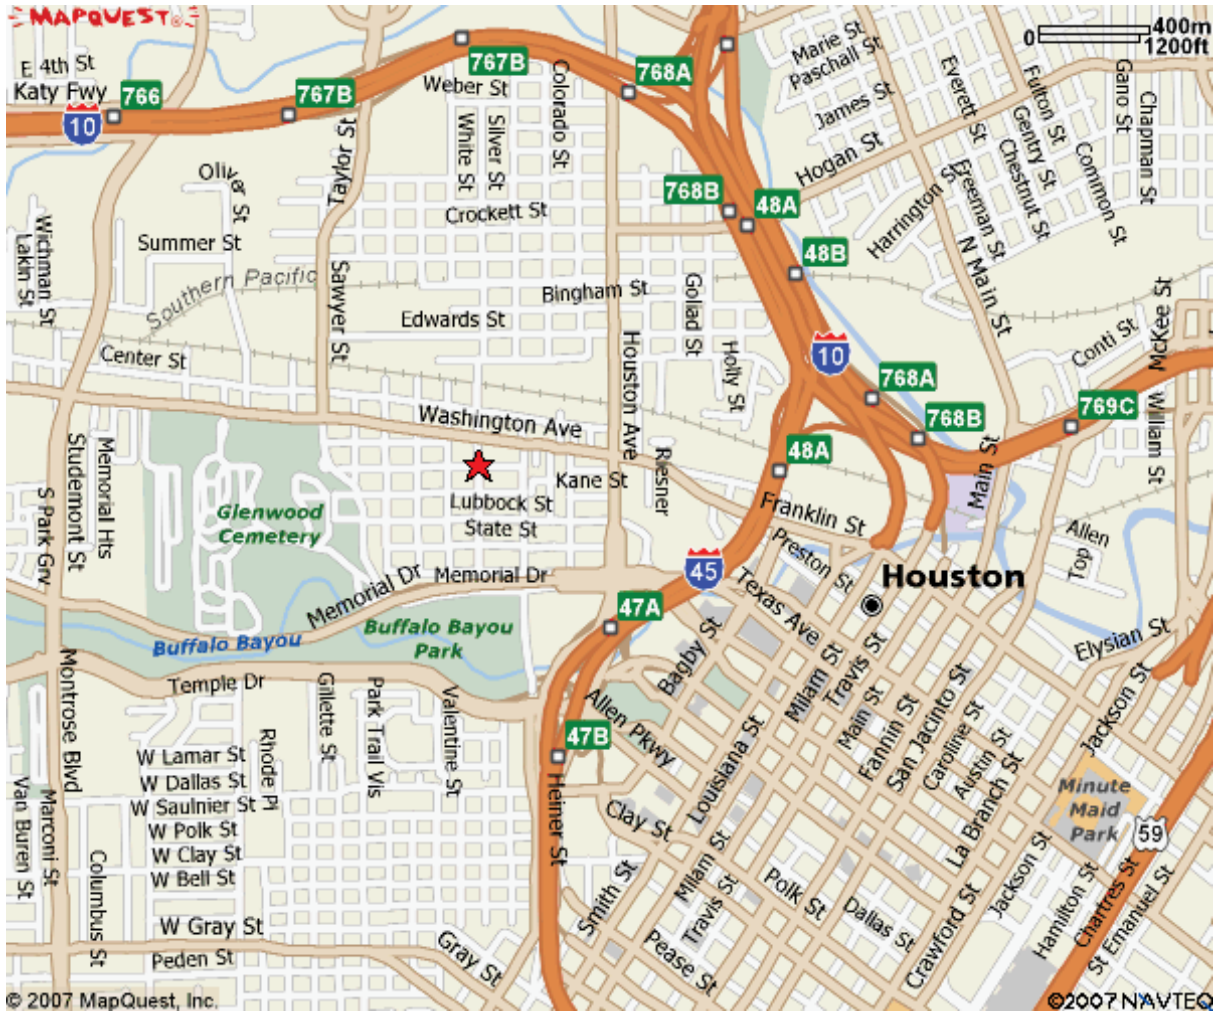 MAPQUEST
400m
0
1200ft
E 4th St
Katy Fwy
766
10
767B
767B
768A
Weber St
Colorado St
White St
Silver St
Taylor St
Marie St
Paschall St
James St
Hogan St
Everett St
Fulton St
Gentry St
Chestnut St
Common St
Gano St
Chapman St
Freeman St
Harrington St
N Main St
Oliver St
Crockett St
768B
48A
48B
Wichman St
Lakin St
Summer St
Southern Pacific
Sawyer St
Bingham St
Edwards St
Goliad St
Holly St
Houston Ave
10
Conti St
McKee St
Center St
768A
768B
769C
William St
Washington Ave
Studemont St
Memorial Hts
S Park Grv
Riesner
Kane St
48A
Main St
Lubbock St
State St
Franklin St
Glenwood
Cemetery
Allen
Top
Preston St
Houston
45
Memorial Dr
Memorial Dr
Texas Ave
47A
Buffalo Bayou
Park
Buffalo Bayou
Bagby St
Elysian St
Temple Dr
Montrose Blvd
Gillette St
Park Trail Vis
Valentine St
Allen Pkwy
Milam St
Travis St
Main St
Fannin St
San Jacinto St
Caroline St
Austin St
La Branch St
Jackson St
47B
Louisiana St
W Lamar St
W Dallas St
W Saulnier St
W Polk St
W Clay St
W Bell St
Rhode Pl
Heiner St
Clay St
Minute
Maid
Park
59
Van Buren St
Marconi St
Columbus St
Smith St
Milam St
Travis St
Polk St
Dallas St
Crawford St
Jackson St
Hamilton St
Chartres St
St Emanuel St
W Gray St
Peden St
Gray St
Pease St
© 2007 MapQuest, Inc.
©2007 NAVTEQ